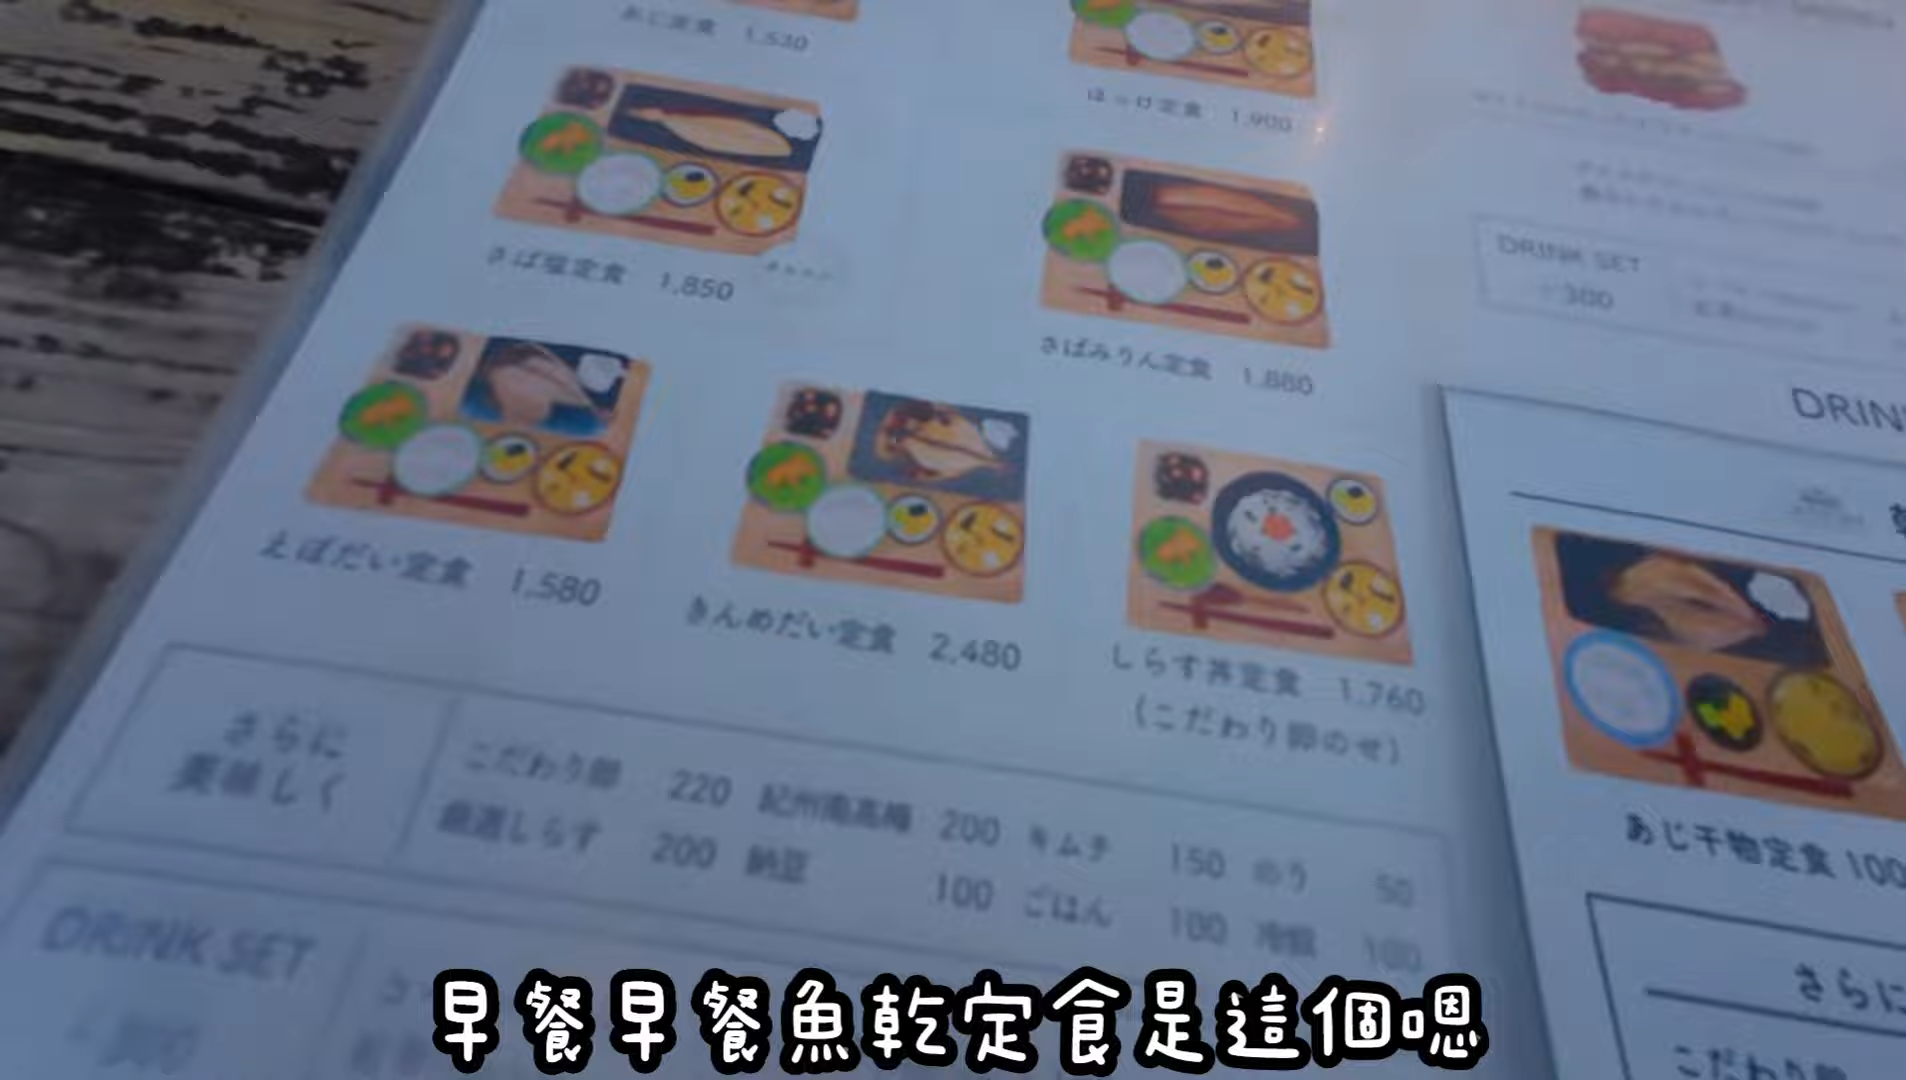 あじ定食 1,530
ほっけ定食 1,900
さば塩定食 1,850
さばみりん定食 1,880
DRINK SET
300
えぼだい定食 1,580
きんめだい定食 2,480
しらす丼定食 1,760
(こだわり卵のせ)
さらに
美味しく
こだわり卵 220 紀州南高梅 200 キムチ 150 のり 50
厳選しらす 200 納豆 100 ごはん 100 冷奴 100
DRINK SET
DRIN
あじ干物定食 100
さらに
こだわり卵
早餐早餐魚乾定食是這個嗯